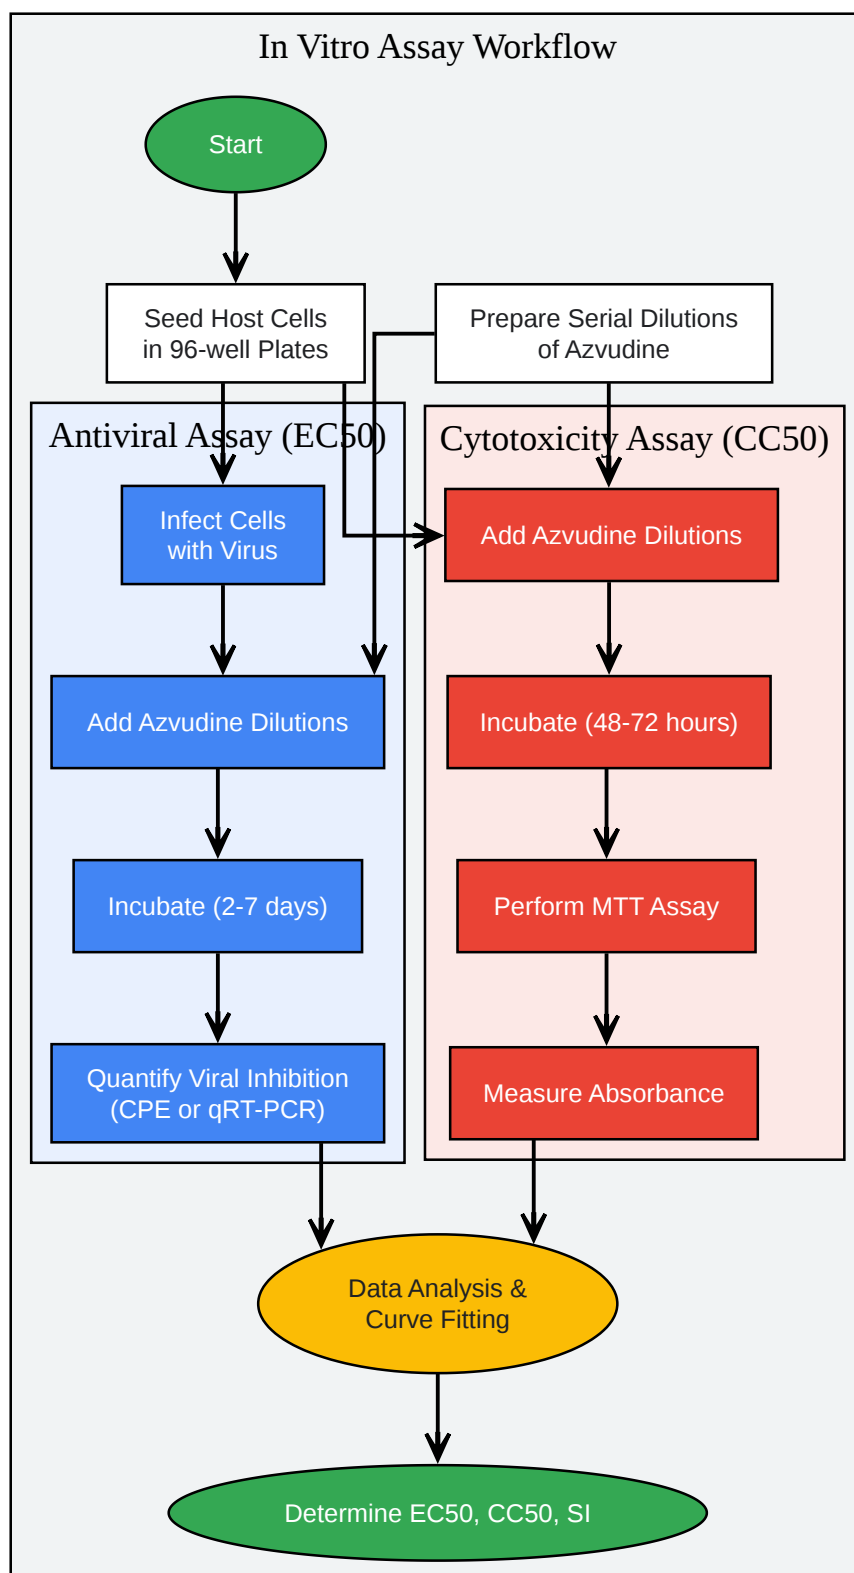 In Vitro Assay Workflow
Start
Seed Host Cells
in 96-well Plates
Prepare Serial Dilutions
of Azvudine
Antiviral Assay (EC50)
Infect Cells
with Virus
Add Azvudine Dilutions
Incubate (2-7 days)
Quantify Viral Inhibition
(CPE or qRT-PCR)
Cytotoxicity Assay (CC50)
Add Azvudine Dilutions
Incubate (48-72 hours)
Perform MTT Assay
Measure Absorbance
Data Analysis &
Curve Fitting
Determine EC50, CC50, SI